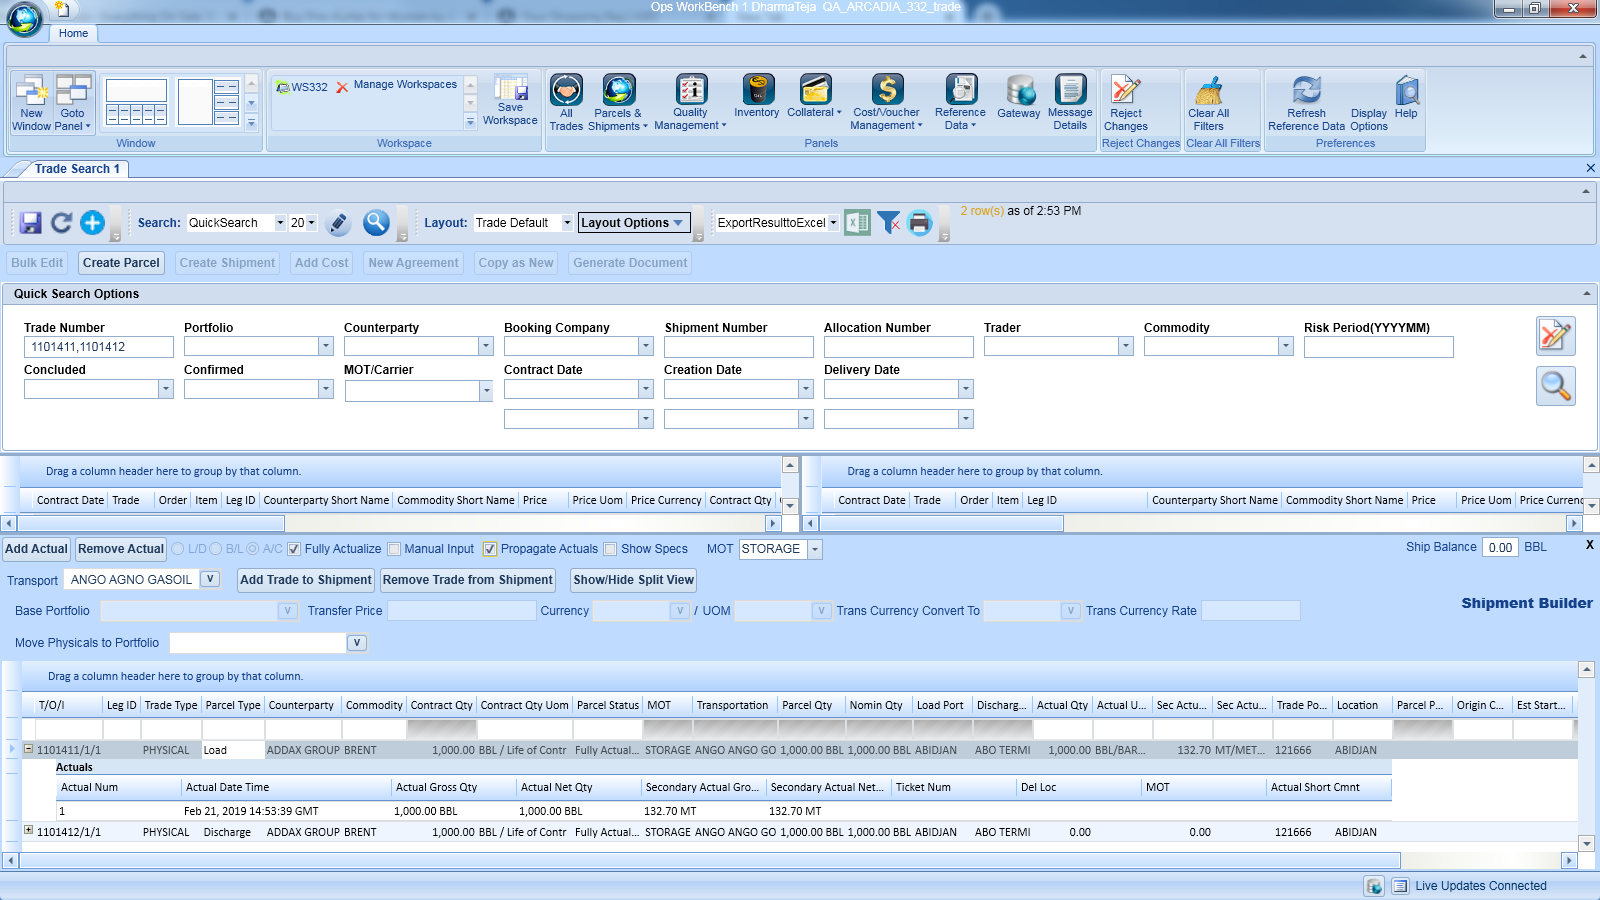 Ops WorkBench 1 DharmaTeja QA_ARCADIA_332_trade
Home
New Window
Goto Panel
Window
WS332
Manage Workspaces
Save Workspace
Workspace
All Trades
Parcels & Shipments
Quality Management
Inventory
Collateral
Cost/Voucher Management
Reference Data
Gateway
Message Details
Panels
Reject Changes
Reject Changes
Clear All Filters
Clear All Filters
Refresh Reference Data
Display Options
Help
Preferences
Trade Search 1
Search: QuickSearch 20 Layout: Trade Default Layout Options ExportResulttoExcel 2 row(s) as of 2:53 PM
Bulk Edit Create Parcel Create Shipment Add Cost New Agreement Copy as New Generate Document
Quick Search Options
Trade Number Portfolio Counterparty Booking Company Shipment Number Allocation Number Trader Commodity Risk Period(YYYYMM)
1101411,1101412
Concluded Confirmed MOT/Carrier Contract Date Creation Date Delivery Date
Drag a column header here to group by that column. Drag a column header here to group by that column.
Contract Date Trade Order Item Leg ID Counterparty Short Name Commodity Short Name Price Price Uom Price Currency Contract Qty Contract Date Trade Order Item Leg ID Counterparty Short Name Commodity Short Name Price Price Uom Price Currenc
Add Actual Remove Actual L/D B/L A/C Fully Actualize Manual Input Propagate Actuals Show Specs MOT STORAGE Ship Balance 0.00 BBL X
Transport ANGO AGNO GASOIL V Add Trade to Shipment Remove Trade from Shipment Show/Hide Split View
Shipment Builder
Base Portfolio V Transfer Price Currency V / UOM V Trans Currency Convert To V Trans Currency Rate
Move Physicals to Portfolio V
Drag a column header here to group by that column.
T/O/I Leg ID Trade Type Parcel Type Counterparty Commodity Contract Qty Contract Qty Uom Parcel Status MOT Transportation Parcel Qty Nomin Qty Load Port Discharg... Actual Qty Actual U... Sec Actu... Sec Actu... Trade Po... Location Parcel P... Origin C... Est Start...
1101411/1/1 PHYSICAL Load ADDAX GROUP BRENT 1,000.00 BBL / Life of Contr Fully Actual... STORAGE ANGO ANGO GO 1,000.00 BBL 1,000.00 BBL ABIDJAN ABO TERMI 1,000.00 BBL/BAR... 132.70 MT/MET... 121666 ABIDJAN
Actuals
Actual Num Actual Date Time Actual Gross Qty Actual Net Qty Secondary Actual Gro... Secondary Actual Net... Ticket Num Del Loc MOT Actual Short Cmnt
1 Feb 21, 2019 14:53:39 GMT 1,000.00 BBL 1,000.00 BBL 132.70 MT 132.70 MT
1101412/1/1 PHYSICAL Discharge ADDAX GROUP BRENT 1,000.00 BBL / Life of Contr Fully Actual... STORAGE ANGO ANGO GO 1,000.00 BBL 1,000.00 BBL ABIDJAN ABO TERMI 0.00 0.00 121666 ABIDJAN
Live Updates Connected